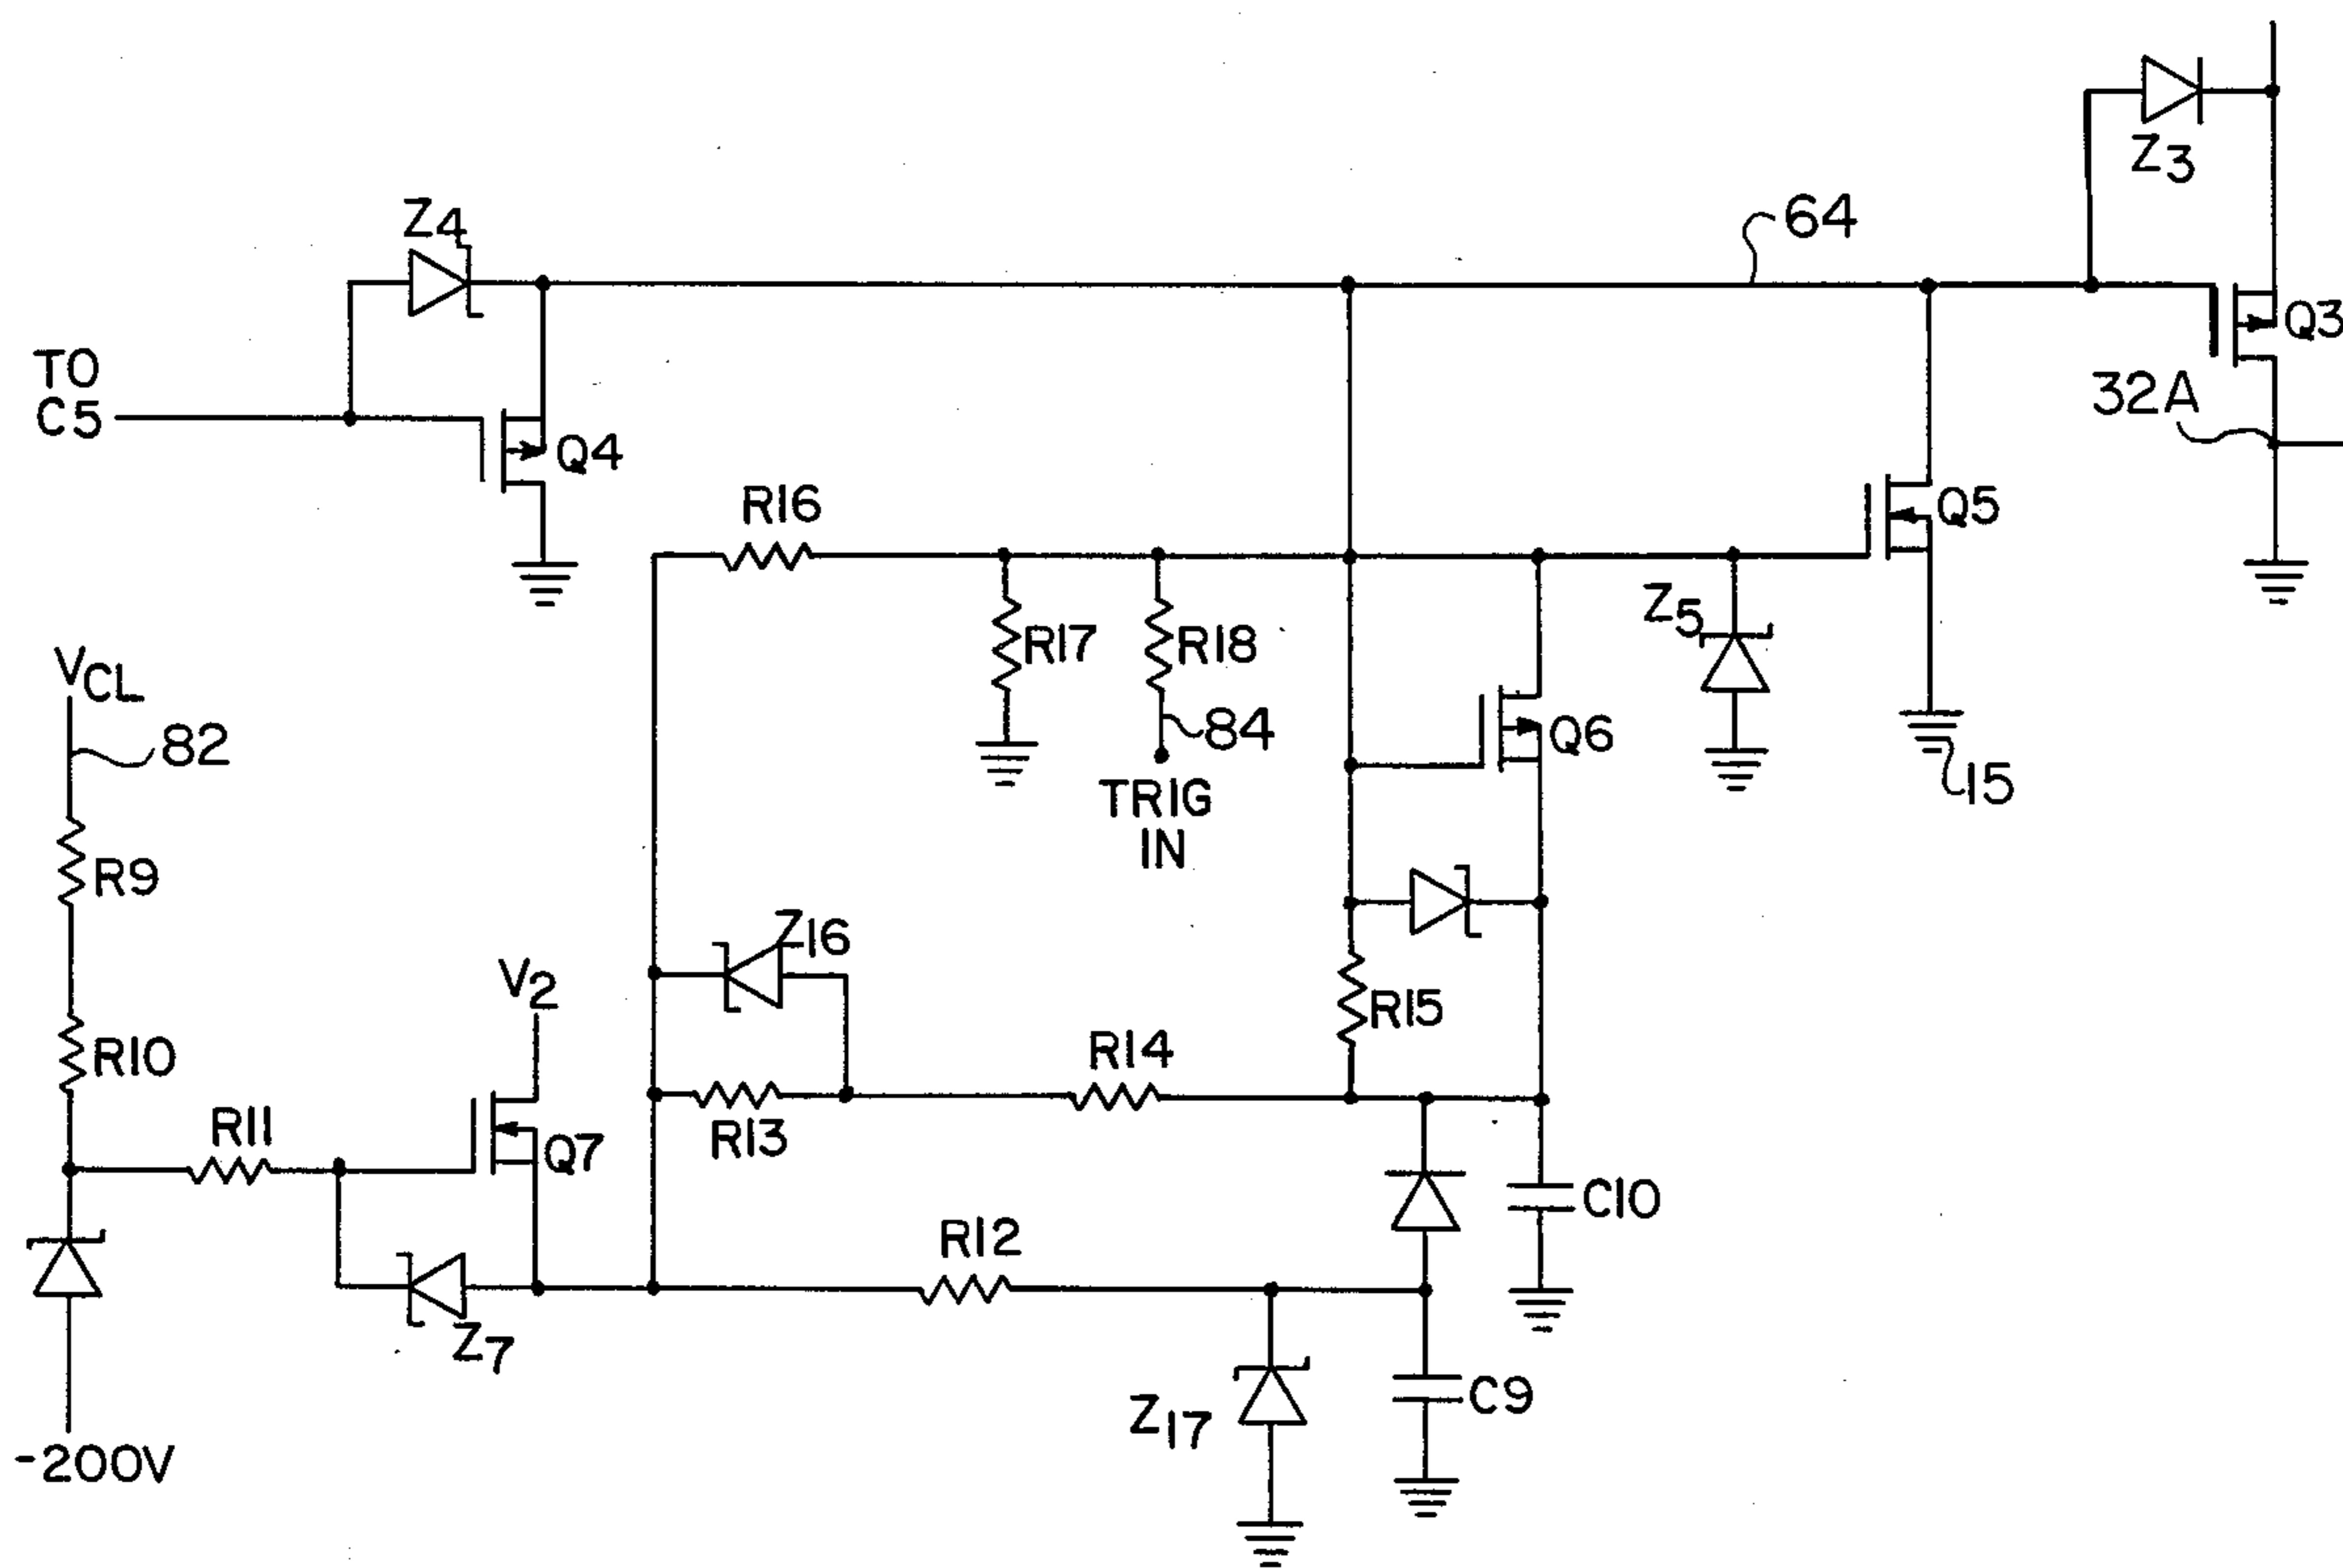 Z3
64
Z4
Q3
TO
C5
32A
Q4
R16
Q5
Z5
R17
R18
VCL
84
Q6
82
TRIG
IN
15
R9
Z16
V2
R15
R10
R14
R11
R13
Q7
C10
R12
Z7
C9
Z17
-200V